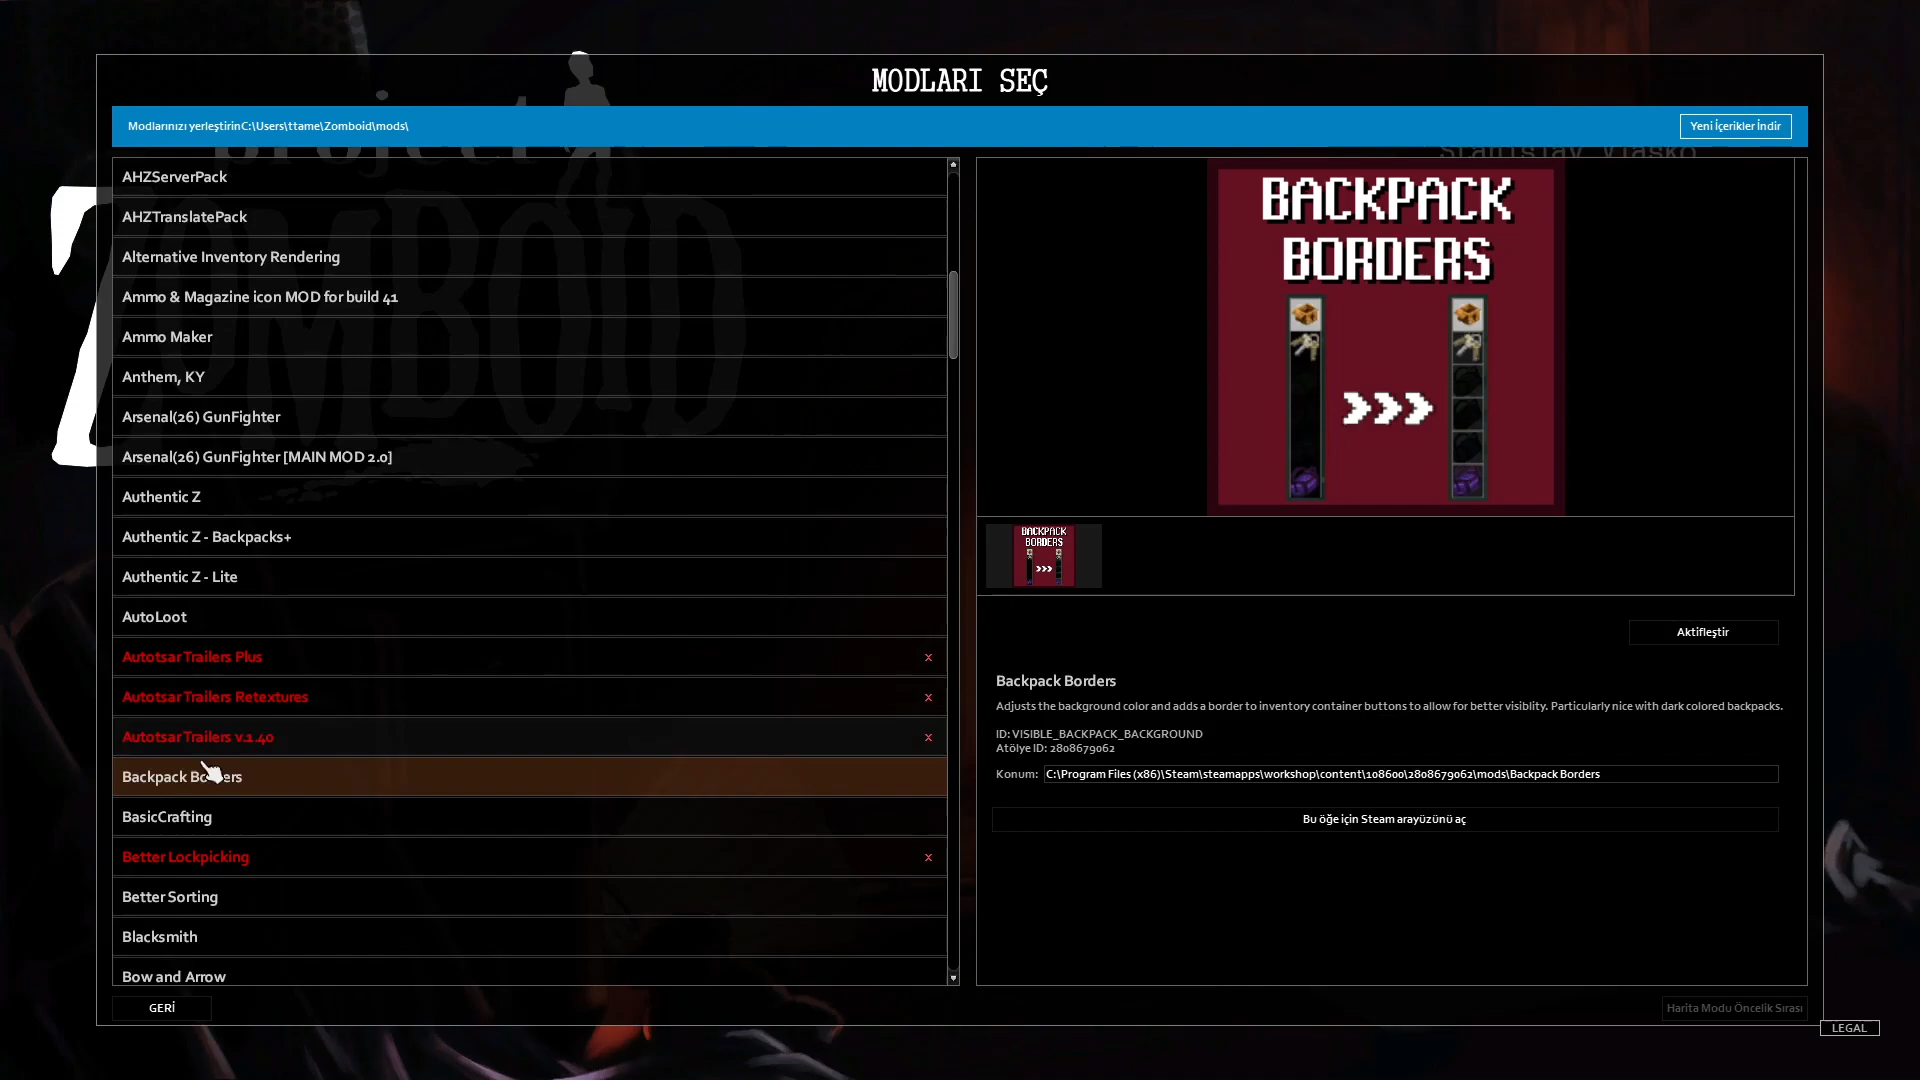 MODLARI SEÇ
Modlarınızı yerleştirinC:\Users\ttame\Zomboid\mods\
Yeni İçerikler İndir
project
ZOMBOID
Stanislav Vlasko
AHZServerPack
AHZTranslatePack
Alternative Inventory Rendering
Ammo & Magazine icon MOD for build 41
Ammo Maker
Anthem, KY
Arsenal(26) GunFighter
Arsenal(26) GunFighter [MAIN MOD 2.0]
Authentic Z
Authentic Z - Backpacks+
Authentic Z - Lite
AutoLoot
Autotsar Trailers Plus x
Autotsar Trailers Retextures x
Autotsar Trailers v.1.40 x
Backpack Borders
BasicCrafting
Better Lockpicking x
Better Sorting
Blacksmith
Bow and Arrow
BACKPACK
BORDERS
BACKPACK
BORDERS
Aktifleştir
Backpack Borders
Adjusts the background color and adds a border to inventory container buttons to allow for better visiblity. Particularly nice with dark colored backpacks.
ID: VISIBLE_BACKPACK_BACKGROUND
Atölye ID: 2808679062
Konum: C:\Program Files (x86)\Steam\steamapps\workshop\content\108600\2808679062\mods\Backpack Borders
Bu öğe için Steam arayüzünü aç
GERİ
Harita Modu Öncelik Sırası
LEGAL